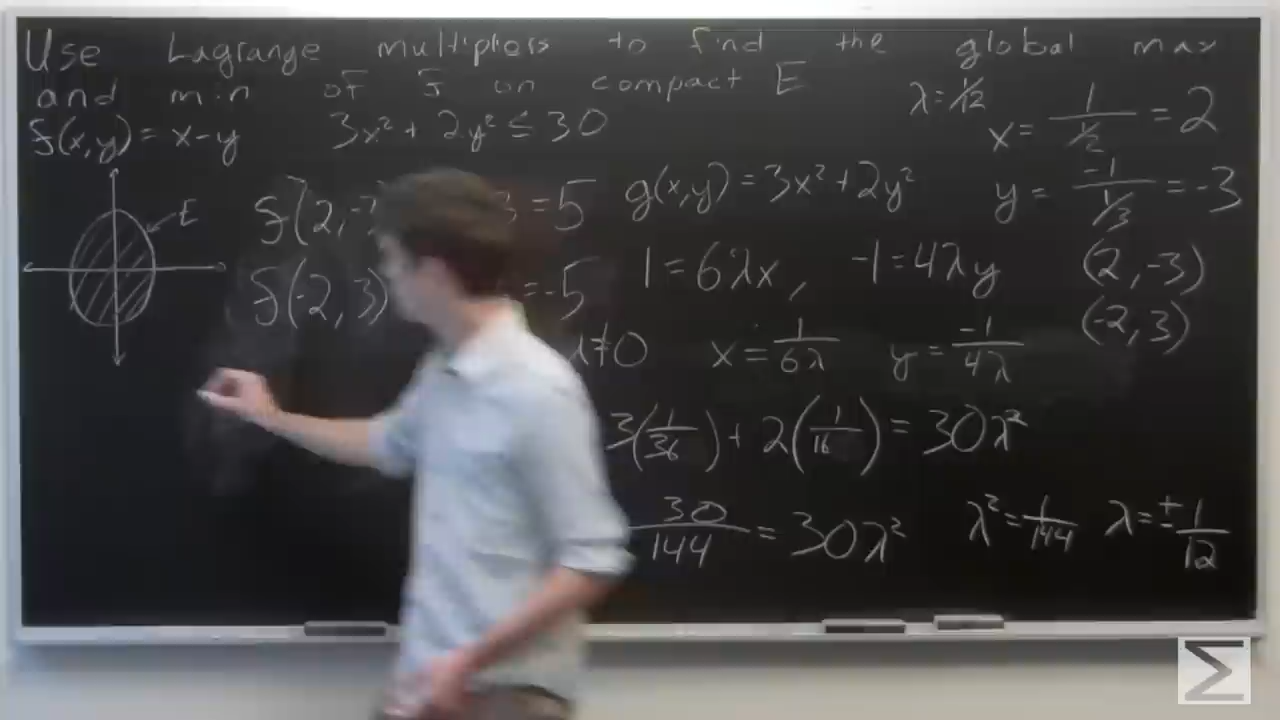 Use Lagrange multipliers to find the global max
and min of f on compact E
f(x,y) = x-y 3x² + 2y² ≤ 30
λ = 1/12
x = 1/(1/2) = 2
E
f(2,-3 = 5
g(x,y) = 3x² + 2y²
y = -1/(1/3) = -3
f(-2,3) = -5
1 = 6λx, -1 = 4λy
(2,-3)
(-2,3)
λ≠0 x = 1/6λ y = -1/4λ
3(1/36) + 2(1/16) = 30λ²
30/144 = 30λ² λ² = 1/144 λ = ± 1/12
Σ